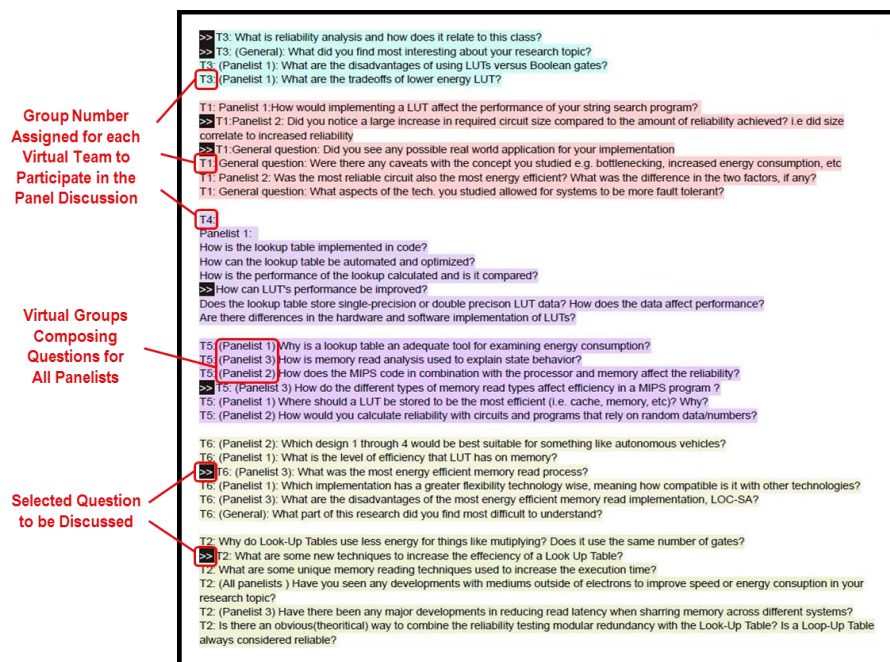 >> T3: What is reliability analysis and how does it relate to this class?
>> T3: (General): What did you find most interesting about your research topic?
T3: (Panelist 1): What are the disadvantages of using LUTs versus Boolean gates?
T3: (Panelist 1): What are the tradeoffs of lower energy LUT?
Group Number
Assigned for each
Virtual Team to
Participate in the
Panel Discussion
T1: Panelist 1:How would implementing a LUT affect the performance of your string search program?
>> T1:Panelist 2: Did you notice a large increase in required circuit size compared to the amount of reliability achieved? i.e did size
correlate to increased reliability
>> T1:General question: Did you see any possible real world application for your implementation
T1: General question: Were there any caveats with the concept you studied e.g. bottlenecking, increased energy consumption, etc
T1: Panelist 2: Was the most reliable circuit also the most energy efficient? What was the difference in the two factors, if any?
T1: General question: What aspects of the tech. you studied allowed for systems to be more fault tolerant?
T4:
Panelist 1:
How is the lookup table implemented in code?
How can the lookup table be automated and optimized?
How is the performance of the lookup calculated and is it compared?
>> How can LUT's performance be improved?
Does the lookup table store single-precision or double precison LUT data? How does the data affect performance?
Are there differences in the hardware and software implementation of LUTs?
Virtual Groups
Composing
Questions for
All Panelists
T5: (Panelist 1) Why is a lookup table an adequate tool for examining energy consumption?
T5: (Panelist 3) How is memory read analysis used to explain state behavior?
T5: (Panelist 2) How does the MIPS code in combination with the processor and memory affect the reliability?
>> T5: (Panelist 3) How do the different types of memory read types affect efficiency in a MIPS program ?
T5: (Panelist 1) Where should a LUT be stored to be the most efficient (i.e. cache, memory, etc)? Why?
T5: (Panelist 2) How would you calculate reliability with circuits and programs that rely on random data/numbers?
T6: (Panelist 2): Which design 1 through 4 would be best suitable for something like autonomous vehicles?
T6: (Panelist 1): What is the level of efficiency that LUT has on memory?
>> T6: (Panelist 3): What was the most energy efficient memory read process?
T6: (Panelist 1): Which implementation has a greater flexibility technology wise, meaning how compatible is it with other technologies?
T6: (Panelist 3): What are the disadvantages of the most energy efficient memory read implementation, LOC-SA?
T6: (General): What part of this research did you find most difficult to understand?
Selected Question
to be Discussed
T2: Why do Look-Up Tables use less energy for things like mutiplying? Does it use the same number of gates?
>> T2: What are some new techniques to increase the effeciency of a Look Up Table?
T2: What are some unique memory reading techniques used to increase the execution time?
T2: (All panelists ) Have you seen any developments with mediums outside of electrons to improve speed or energy consuption in your
research topic?
T2: (Panelist 3) Have there been any major developments in reducing read latency when sharring memory across different systems?
T2: Is there an obvious(theoritical) way to combine the reliability testing modular redundancy with the Look-Up Table? Is a Loop-Up Table
always considered reliable?